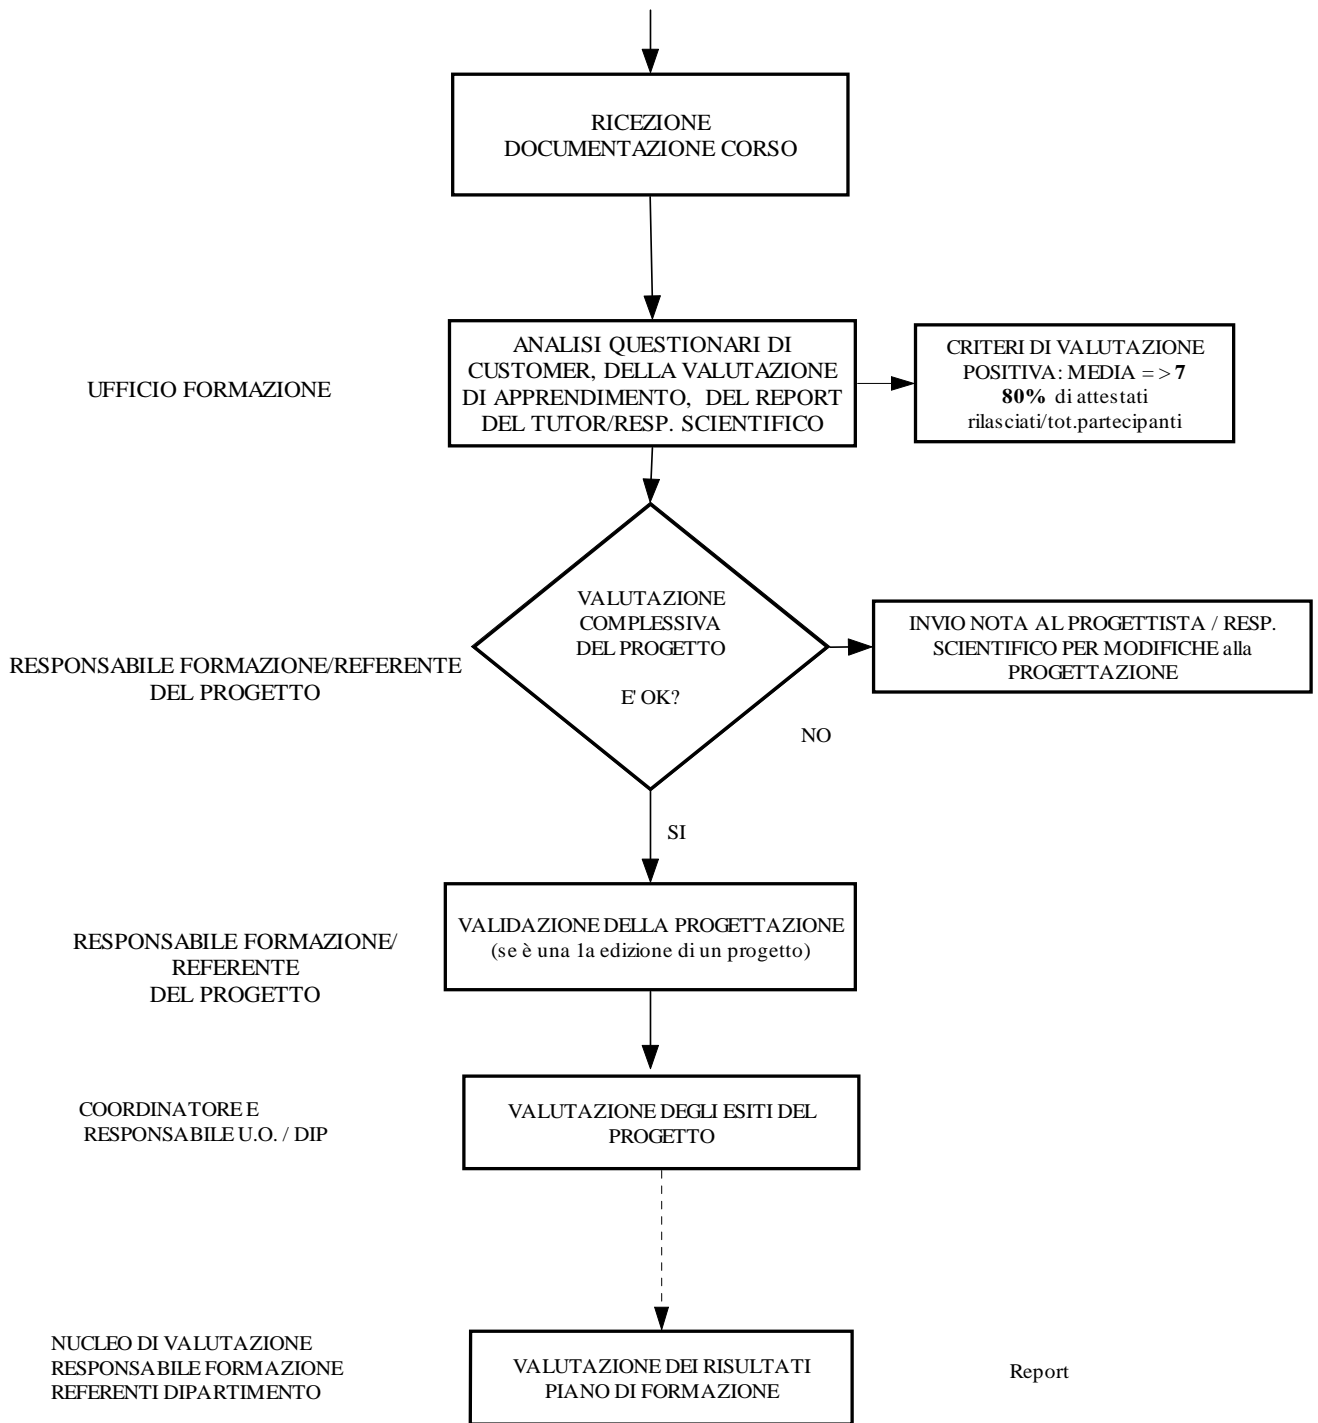 RICEZIONE
DOCUMENTAZIONE CORSO
UFFICIO FORMAZIONE
ANALISI QUESTIONARI DI
CUSTOMER, DELLA VALUTAZIONE
DI APPRENDIMENTO, DEL REPORT
DEL TUTOR/RESP. SCIENTIFICO
CRITERI DI VALUTAZIONE
POSITIVA: MEDIA = > 7
80% di attestati
rilasciati/tot.partecipanti
RESPONSABILE FORMAZIONE/REFERENTE
DEL PROGETTO
VALUTAZIONE
COMPLESSIVA
DEL PROGETTO
E' OK?
INVIO NOTA AL PROGETTISTA / RESP.
SCIENTIFICO PER MODIFICHE alla
PROGETTAZIONE
NO
SI
RESPONSABILE FORMAZIONE/
REFERENTE
DEL PROGETTO
VALIDAZIONE DELLA PROGETTAZIONE
(se è una 1a edizione di un progetto)
COORDINATORE E
RESPONSABILE U.O. / DIP
VALUTAZIONE DEGLI ESITI DEL
PROGETTO
NUCLEO DI VALUTAZIONE
RESPONSABILE FORMAZIONE
REFERENTI DIPARTIMENTO
VALUTAZIONE DEI RISULTATI
PIANO DI FORMAZIONE
Report